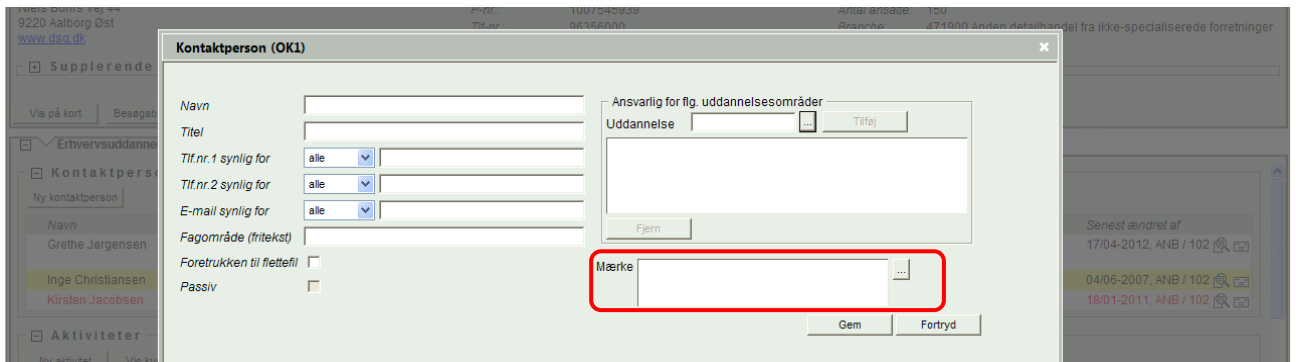 Niels Bohrs Vej 44 P-nr.: 1007545939 Antal ansatte: 150
9220 Aalborg Øst Tlf-nr.: 96356000 Branche: 471900 Anden detailhandel fra ikke-specialiserede forretninger
www.dsg.dk
Kontaktperson (OK1)
Supplerende
Vis på kort
Navn
Titel
Tlf.nr.1 synlig for alle
Tlf.nr.2 synlig for alle
E-mail synlig for alle
Fagområde (fritekst)
Foretrukken til flettefil
Passiv
Ansvarlig for flg. uddannelsesområder
Uddannelse ... Tilføj
Fjern
Mærke ...
Gem Fortryd
Erhvervsuddanne
Kontaktperso
Ny kontaktperson
Navn Senest ændret af
Grethe Jørgensen 17/04-2012, ANB / 102
Inge Christiansen 04/06-2007, ANB / 102
Kirsten Jacobsen 18/01-2011, ANB / 102
Aktiviteter
Ny aktivitet